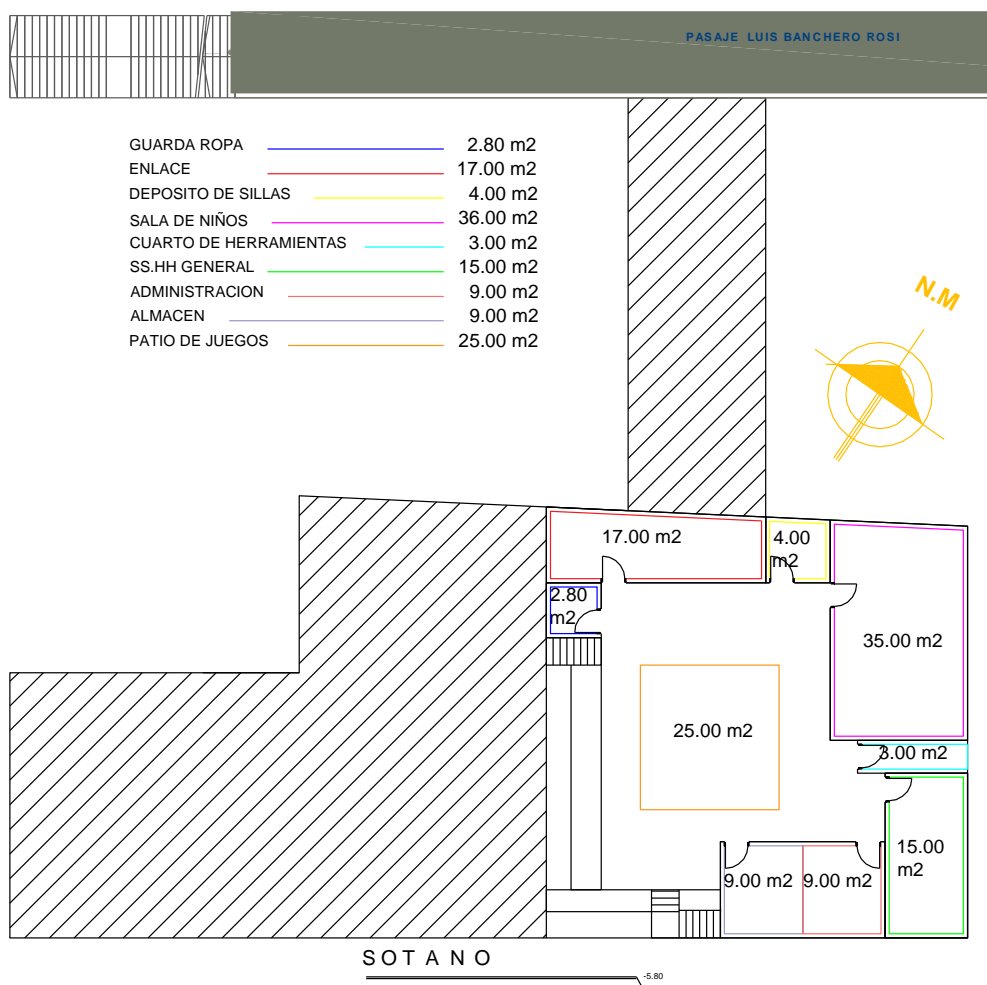 PASAJE LUIS BANCHERO ROSI
GUARDA ROPA 2.80 m2
ENLACE 17.00 m2
DEPOSITO DE SILLAS 4.00 m2
SALA DE NIÑOS 36.00 m2
CUARTO DE HERRAMIENTAS 3.00 m2
SS.HH GENERAL 15.00 m2
ADMINISTRACION 9.00 m2
ALMACEN 9.00 m2
PATIO DE JUEGOS 25.00 m2
N.M
17.00 m2
4.00
m2
2.80
m2
35.00 m2
25.00 m2
3.00 m2
15.00
m2
9.00 m2
9.00 m2
SOTANO
-5.80